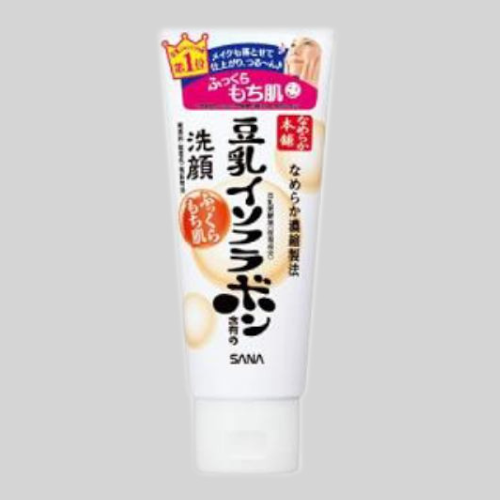 第1位
メイクも落とせて
仕上がり、つる〜ん♪
ふっくら
もち肌
なめらか
本舗
なめらか濃縮製法
豆乳イソフラボン
含有の
洗顔
ふっくら
もち肌
SANA